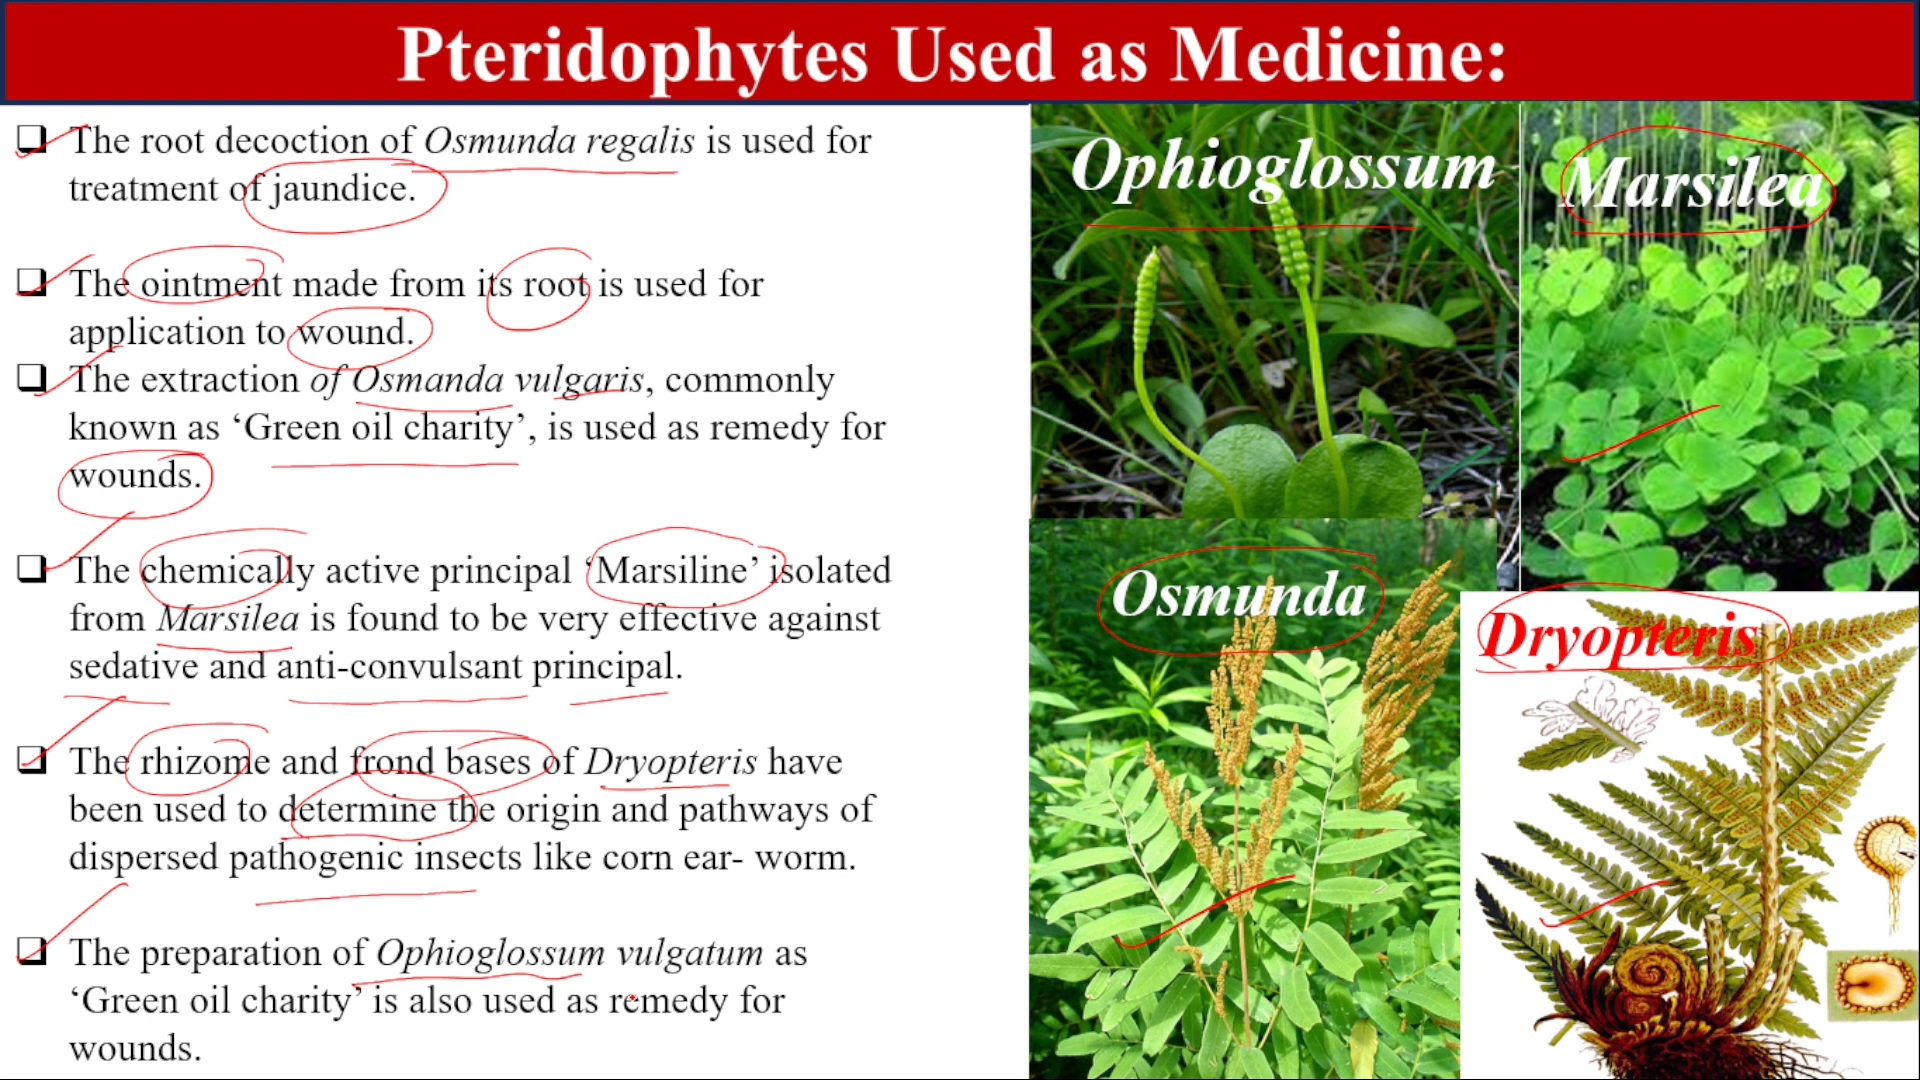 Pteridophytes Used as Medicine:
The root decoction of Osmunda regalis is used for
treatment of jaundice.
The ointment made from its root is used for
application to wound.
The extraction of Osmanda vulgaris, commonly
known as ‘Green oil charity’, is used as remedy for
wounds.
The chemically active principal ‘Marsiline’ isolated
from Marsilea is found to be very effective against
sedative and anti-convulsant principal.
The rhizome and frond bases of Dryopteris have
been used to determine the origin and pathways of
dispersed pathogenic insects like corn ear- worm.
The preparation of Ophioglossum vulgatum as
‘Green oil charity’ is also used as remedy for
wounds.
Ophioglossum
Marsilea
Osmunda
Dryopteris